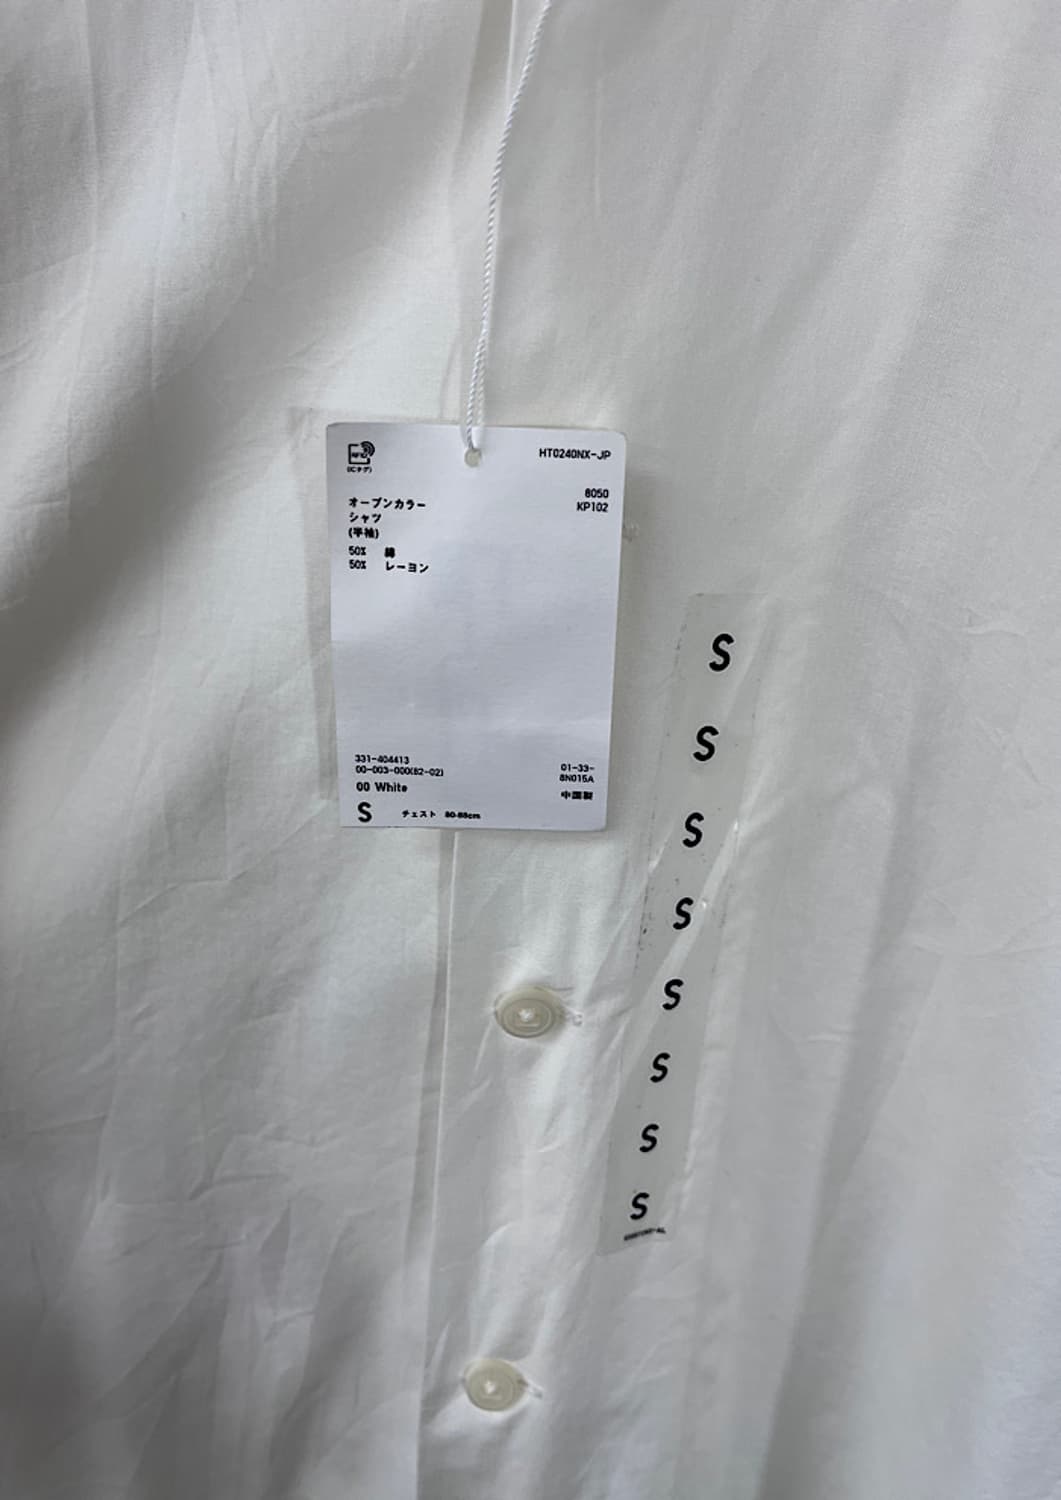 RFID
(ICタグ)
HT0240NX-JP
8050
KP102
オープンカラー
シャツ
(半袖)
50% 綿
50% レーヨン
331-404413
00-003-000(82-02)
01-33-
8N015A
00 White
中国製
S チェスト 80-88cm
S
S
S
S
S
S
S
S